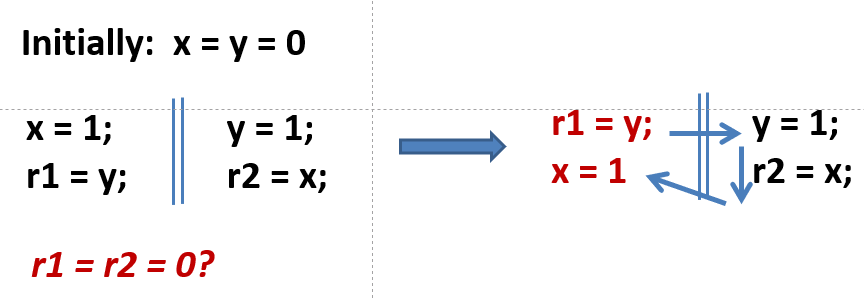 Initially: x = y = 0
x = 1;
r1 = y;
y = 1;
r2 = x;
r1 = r2 = 0?
r1 = y;
x = 1
y = 1;
r2 = x;